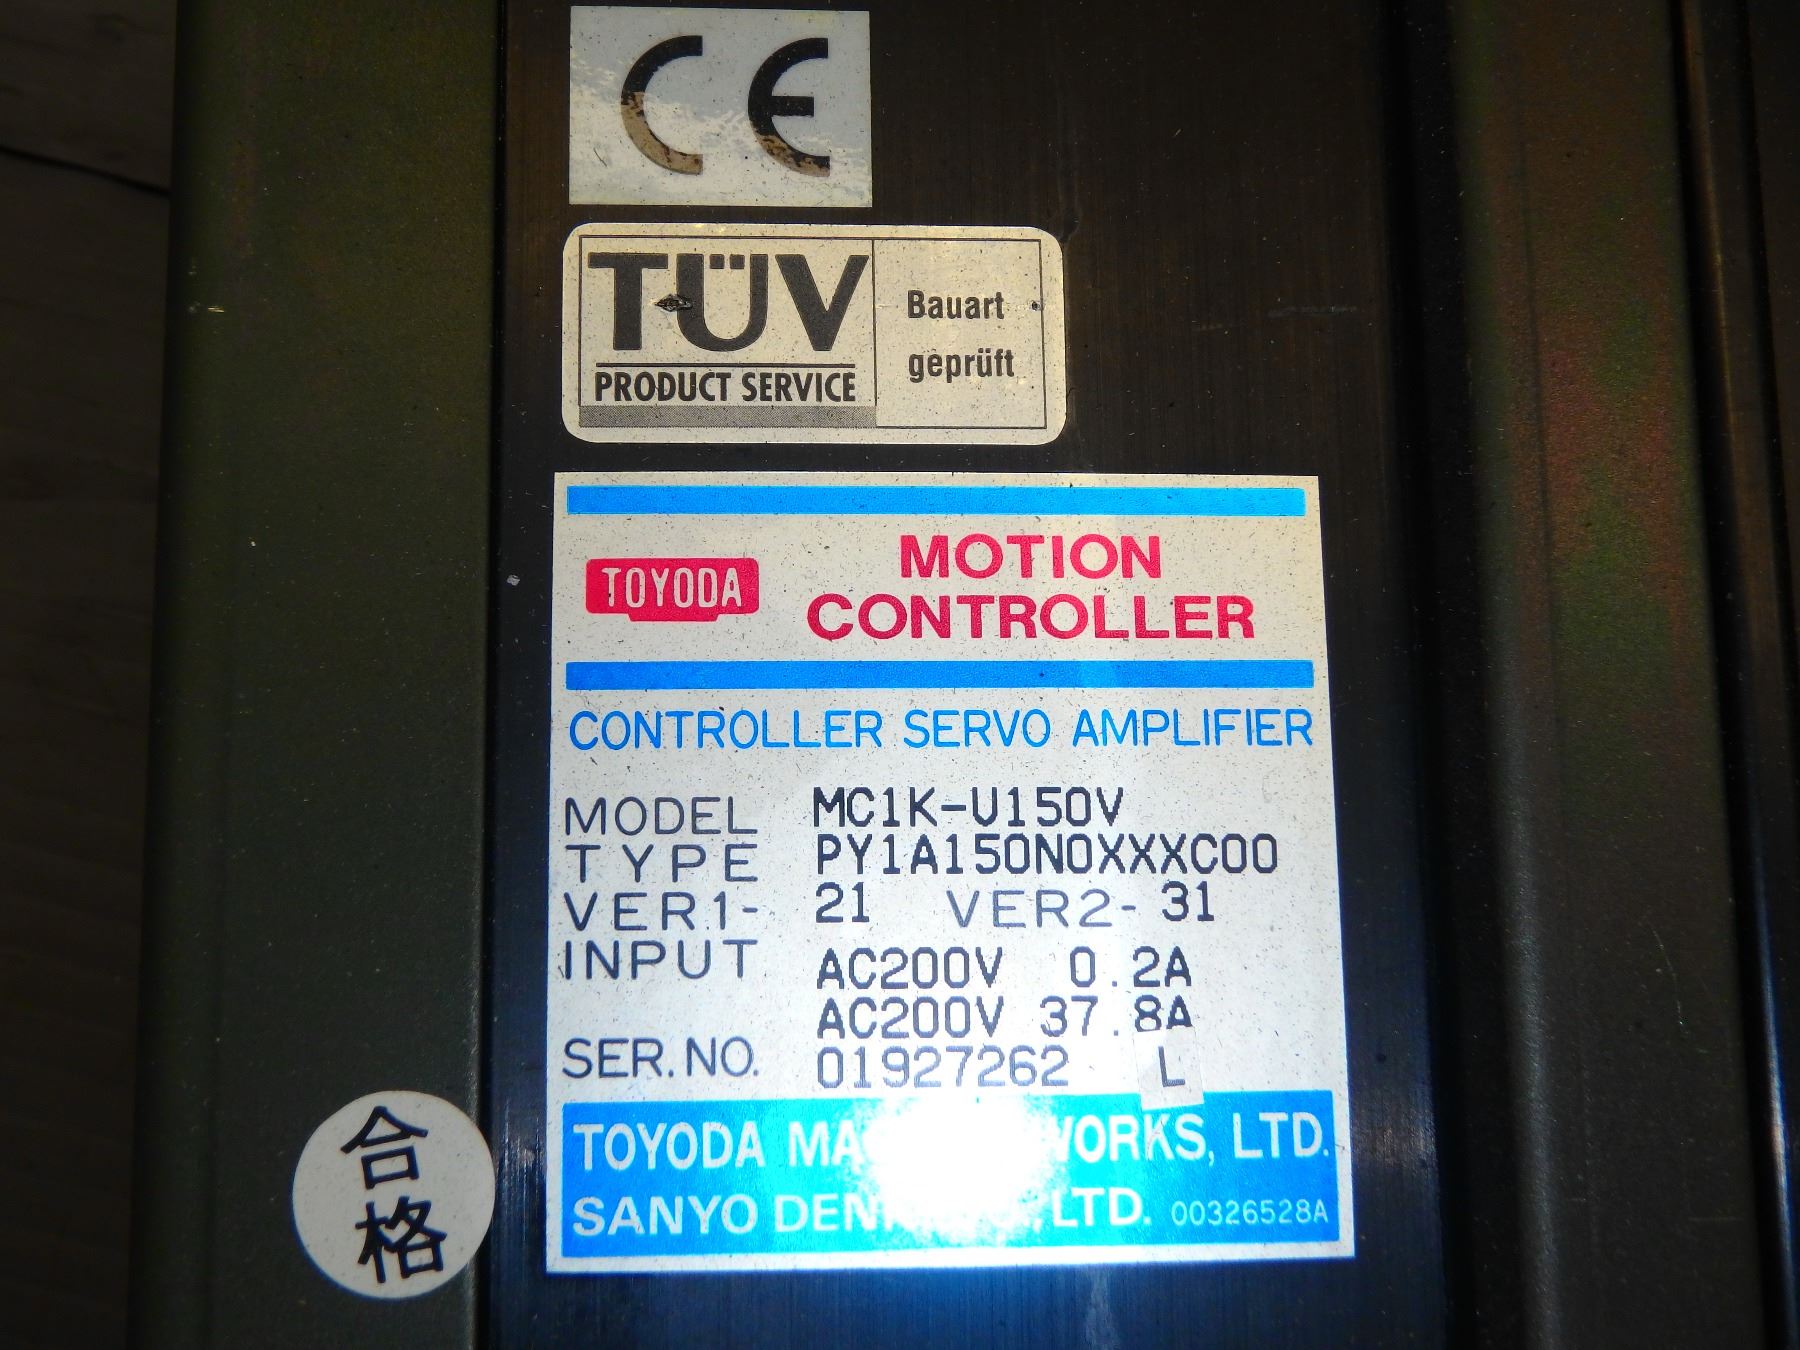 CE
TÜV
PRODUCT SERVICE
Bauart
geprüft
TOYODA
MOTION
CONTROLLER
CONTROLLER SERVO AMPLIFIER
MODEL MC1K-U150V
TYPE PY1A150N0XXXC00
VER.1- 21 VER2- 31
INPUT AC200V 0.2A
AC200V 37.8A
SER.NO. 01927262 L
TOYODA WORKS, LTD.
SANYO LTD. 00326528A
合格